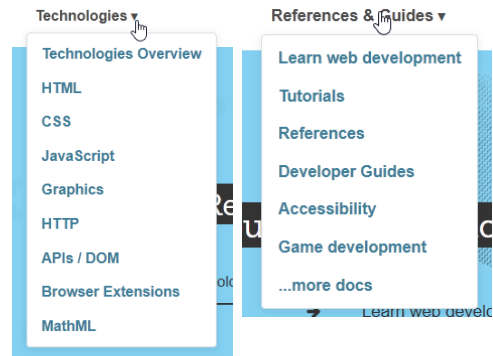 Technologies ▾
Technologies Overview
HTML
CSS
JavaScript
Graphics
HTTP
APIs / DOM
Browser Extensions
MathML
References & Guides ▾
Learn web development
Tutorials
References
Developer Guides
Accessibility
Game development
...more docs
Learn web develo